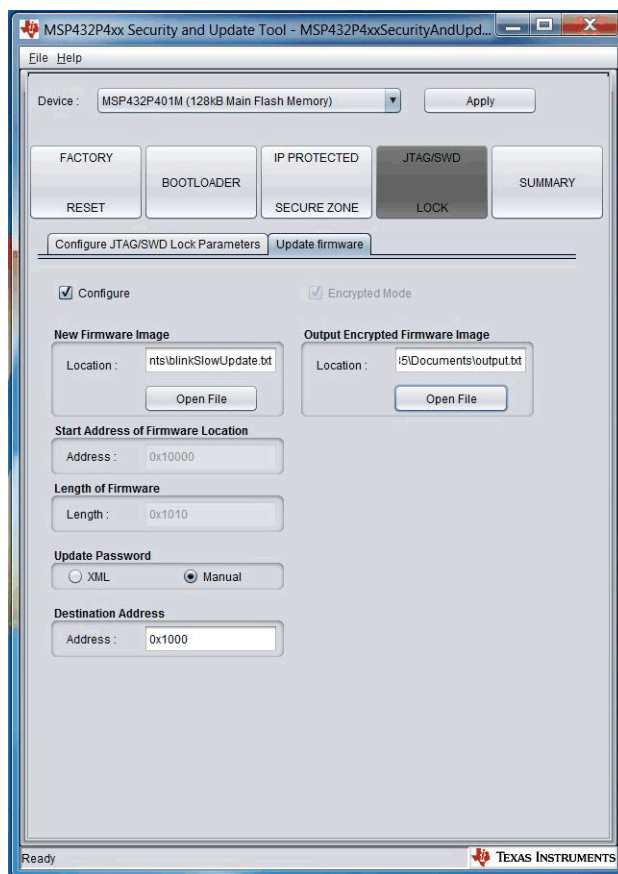 MSP432P4xx Security and Update Tool - MSP432P4xxSecurityAndUpd...
File Help
Device : MSP432P401M (128kB Main Flash Memory) Apply
FACTORY RESET
BOOTLOADER
IP PROTECTED SECURE ZONE
JTAG/SWD LOCK
SUMMARY
Configure JTAG/SWD Lock Parameters Update firmware
Configure Encrypted Mode
New Firmware Image Output Encrypted Firmware Image
Location : nts\blinkSlowUpdate.txt Location : :5\Documents\output.txt
Open File Open File
Start Address of Firmware Location
Address : 0x10000
Length of Firmware
Length : 0x1010
Update Password
XML Manual
Destination Address
Address : 0x1000
Ready TEXAS INSTRUMENTS